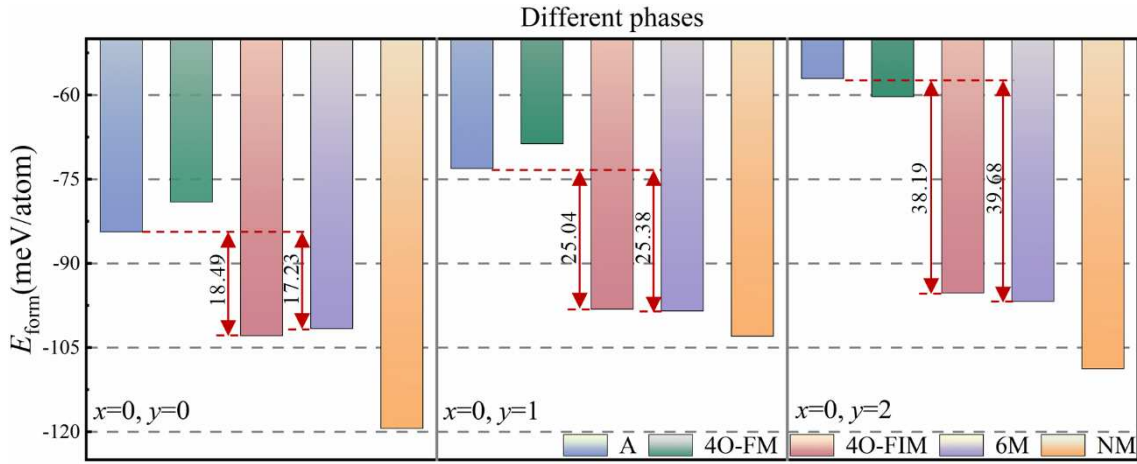 Different phases
E_form(meV/atom)
-60
-75
-90
-105
-120
18.49
17.23
x=0, y=0
25.04
25.38
x=0, y=1
38.19
39.68
x=0, y=2
A 4O-FM 4O-FIM 6M NM